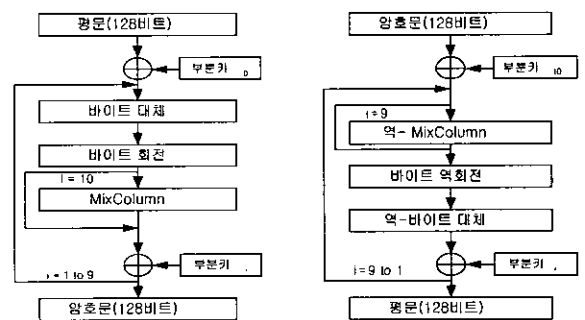 평문(128비트)
부분키 0
바이트 대체
바이트 회전
i = 10
MixColumn
부분키 i
i = 1 to 9
암호문(128비트)
암호문(128비트)
부분키 10
i=9
역- MixColumn
바이트 역회전
역-바이트 대체
부분키 i
i=9 to 1
평문(128비트)